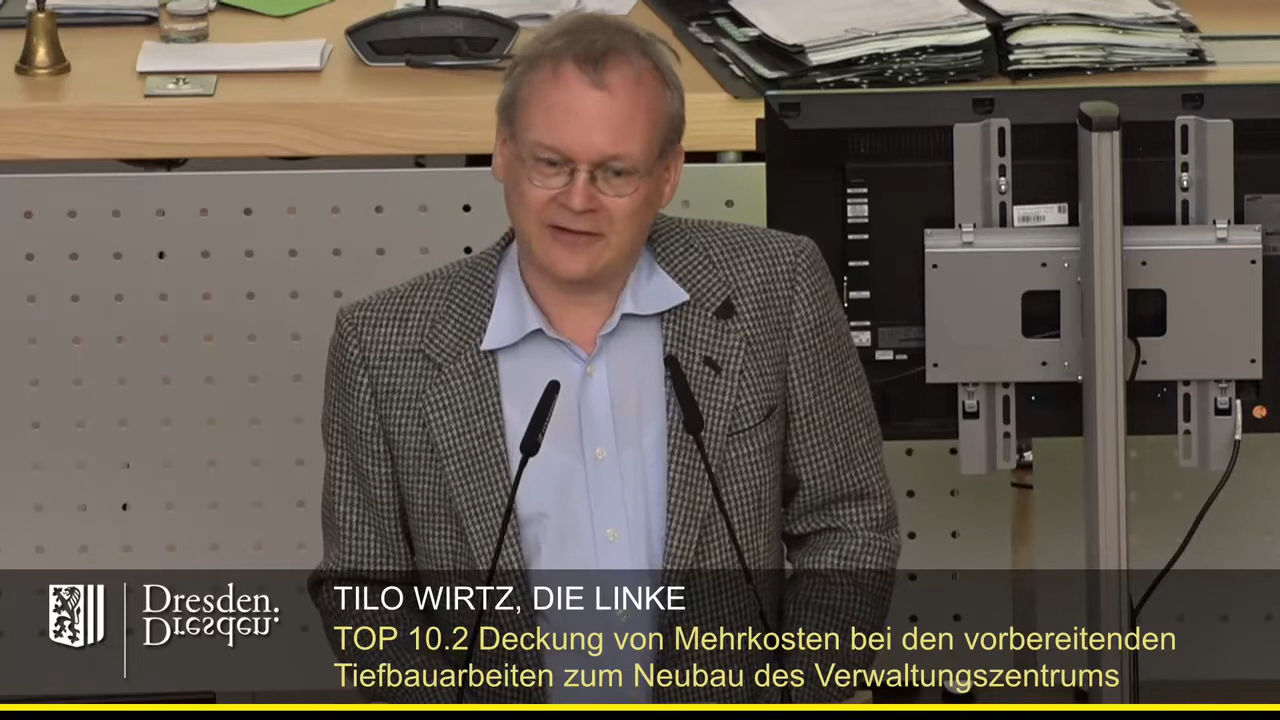 Dresden.
Dresden.
TILO WIRTZ, DIE LINKE
TOP 10.2 Deckung von Mehrkosten bei den vorbereitenden
Tiefbauarbeiten zum Neubau des Verwaltungszentrums